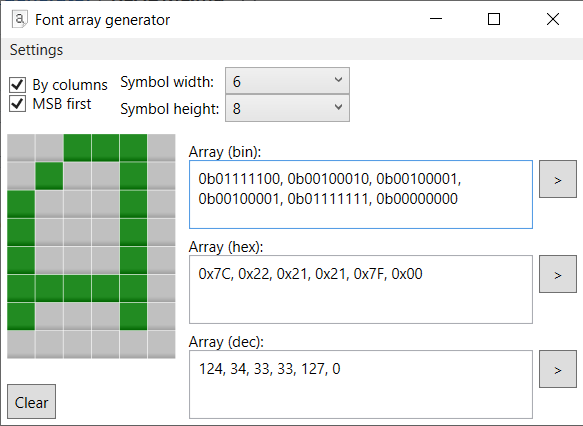 Font array generator
Settings
By columns
MSB first
Symbol width: 6
Symbol height: 8
Array (bin):
0b01111100, 0b00100010, 0b00100001,
0b00100001, 0b01111111, 0b00000000
>
Array (hex):
0x7C, 0x22, 0x21, 0x21, 0x7F, 0x00
>
Array (dec):
124, 34, 33, 33, 127, 0
>
Clear